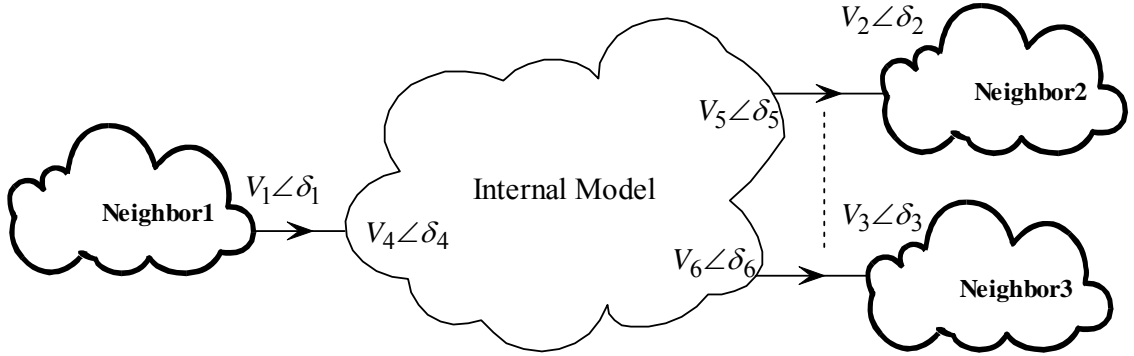 V₂∠δ₂
Neighbor2
V₅∠δ₅
V₁∠δ₁
Internal Model
Neighbor1
V₄∠δ₄
V₃∠δ₃
V₆∠δ₆
Neighbor3